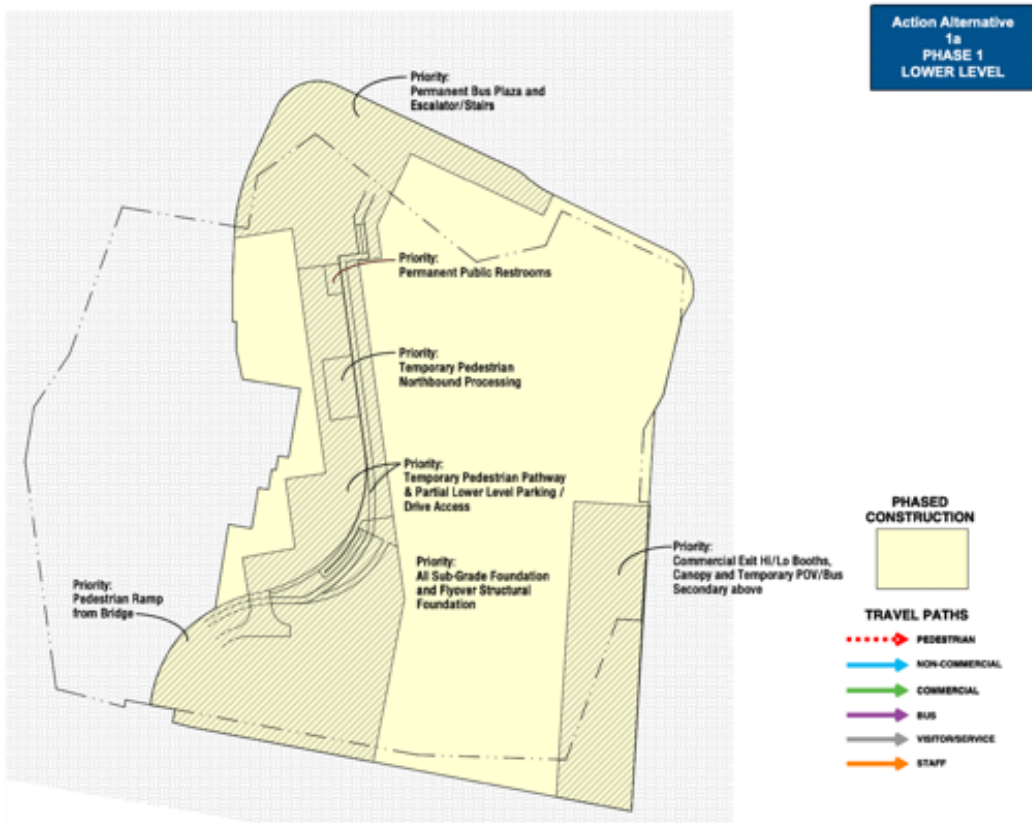 Action Alternative
1a
PHASE 1
LOWER LEVEL
Priority:
Permanent Bus Plaza and
Escalator/Stairs
Priority:
Permanent Public Restrooms
Priority:
Temporary Pedestrian
Northbound Processing
Priority:
Temporary Pedestrian Pathway
& Partial Lower Level Parking /
Drive Access
Priority:
All Sub-Grade Foundation
and Flyover Structural
Foundation
Priority:
Commercial Exit Hi/Lo Booths,
Canopy and Temporary POV/Bus
Secondary above
Priority:
Pedestrian Ramp
from Bridge
PHASED
CONSTRUCTION
TRAVEL PATHS
PEDESTRIAN
NON-COMMERCIAL
COMMERCIAL
BUS
VISITOR/SERVICE
STAFF